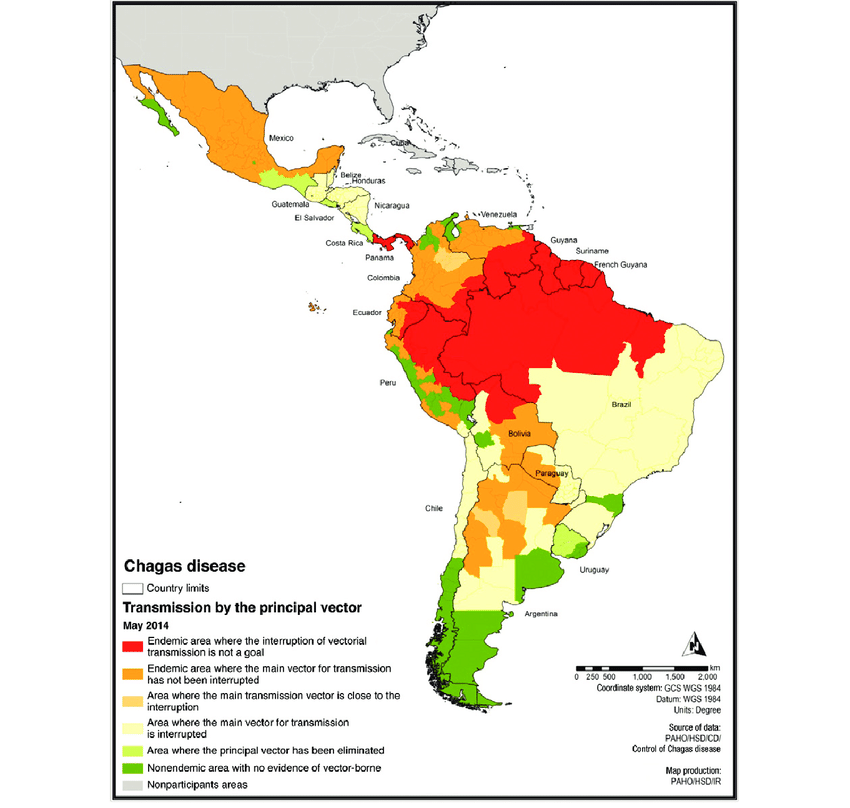 Mexico
Cuba
Belize
Honduras
Guatemala
Nicaragua
El Salvador
Costa Rica
Panama
Venezuela
Guyana
Suriname
French Guyana
Colombia
Ecuador
Peru
Brazil
Bolivia
Paraguay
Chile
Uruguay
Argentina
Chagas disease
Country limits
Transmission by the principal vector
May 2014
Endemic area where the interruption of vectorial
transmission is not a goal
Endemic area where the main vector for transmission
has not been interrupted
Area where the main transmission vector is close to the
interruption
Area where the main vector for transmission
is interrupted
Area where the principal vector has been eliminated
Nonendemic area with no evidence of vector-borne
Nonparticipants areas
N
km
0 250 500 1,000 1,500 2,000
Coordinate system: GCS WGS 1984
Datum: WGS 1984
Units: Degree
Source of data:
PAHO/HSD/CD/
Control of Chagas disease
Map production:
PAHO/HSD/IR